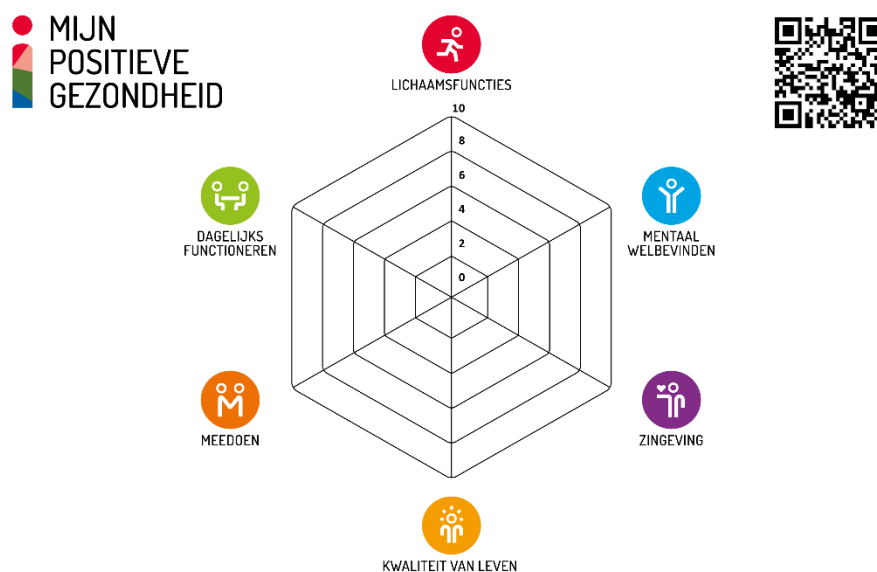 MIJN
POSITIEVE
GEZONDHEID
LICHAAMSFUNCTIES
10
8
6
4
2
0
DAGELIJKS
FUNCTIONEREN
MENTAAL
WELBEVINDEN
MEEDOEN
ZINGEVING
KWALITEIT VAN LEVEN